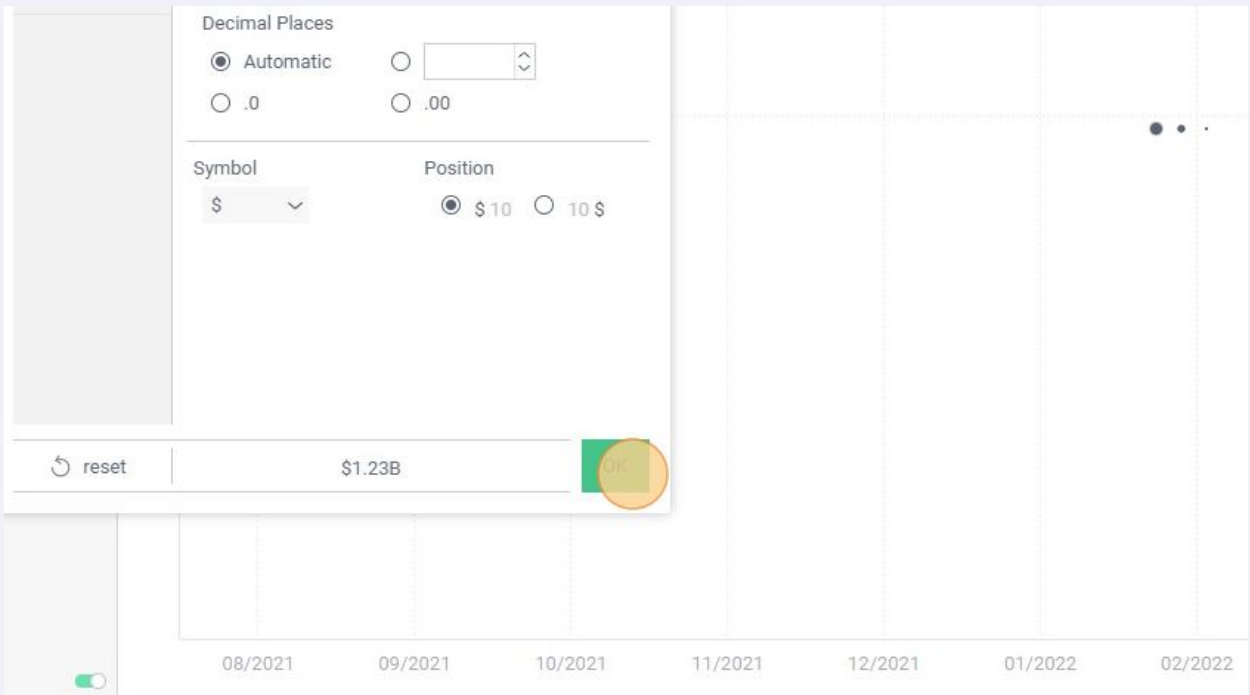 Decimal Places
Automatic
.0 .00
Symbol Position
$ $ 10 10 $
reset $1.23B OK
08/2021 09/2021 10/2021 11/2021 12/2021 01/2022 02/2022